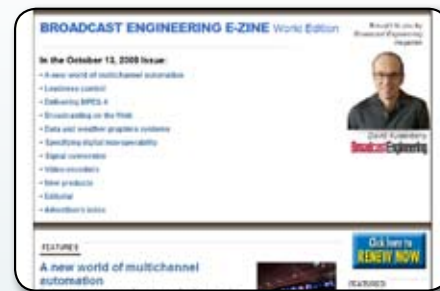 BROADCAST ENGINEERING E-ZINE World Edition
Brought to you by
Broadcast Engineering
magazine
In the October 13, 2008 Issue:
• A new world of multichannel automation
• Loudness control
• Delivering MPEG-4
• Broadcasting on the Web
• Data and weather graphics systems
• Specifying digital interoperability
• Signal conversion
• Video encoders
• New products
• Editorial
• Advertiser's index
David
BroadcastEngineering
FEATURES
Click here to
RENEW NOW
A new world of multichannel
automation
FEATURES